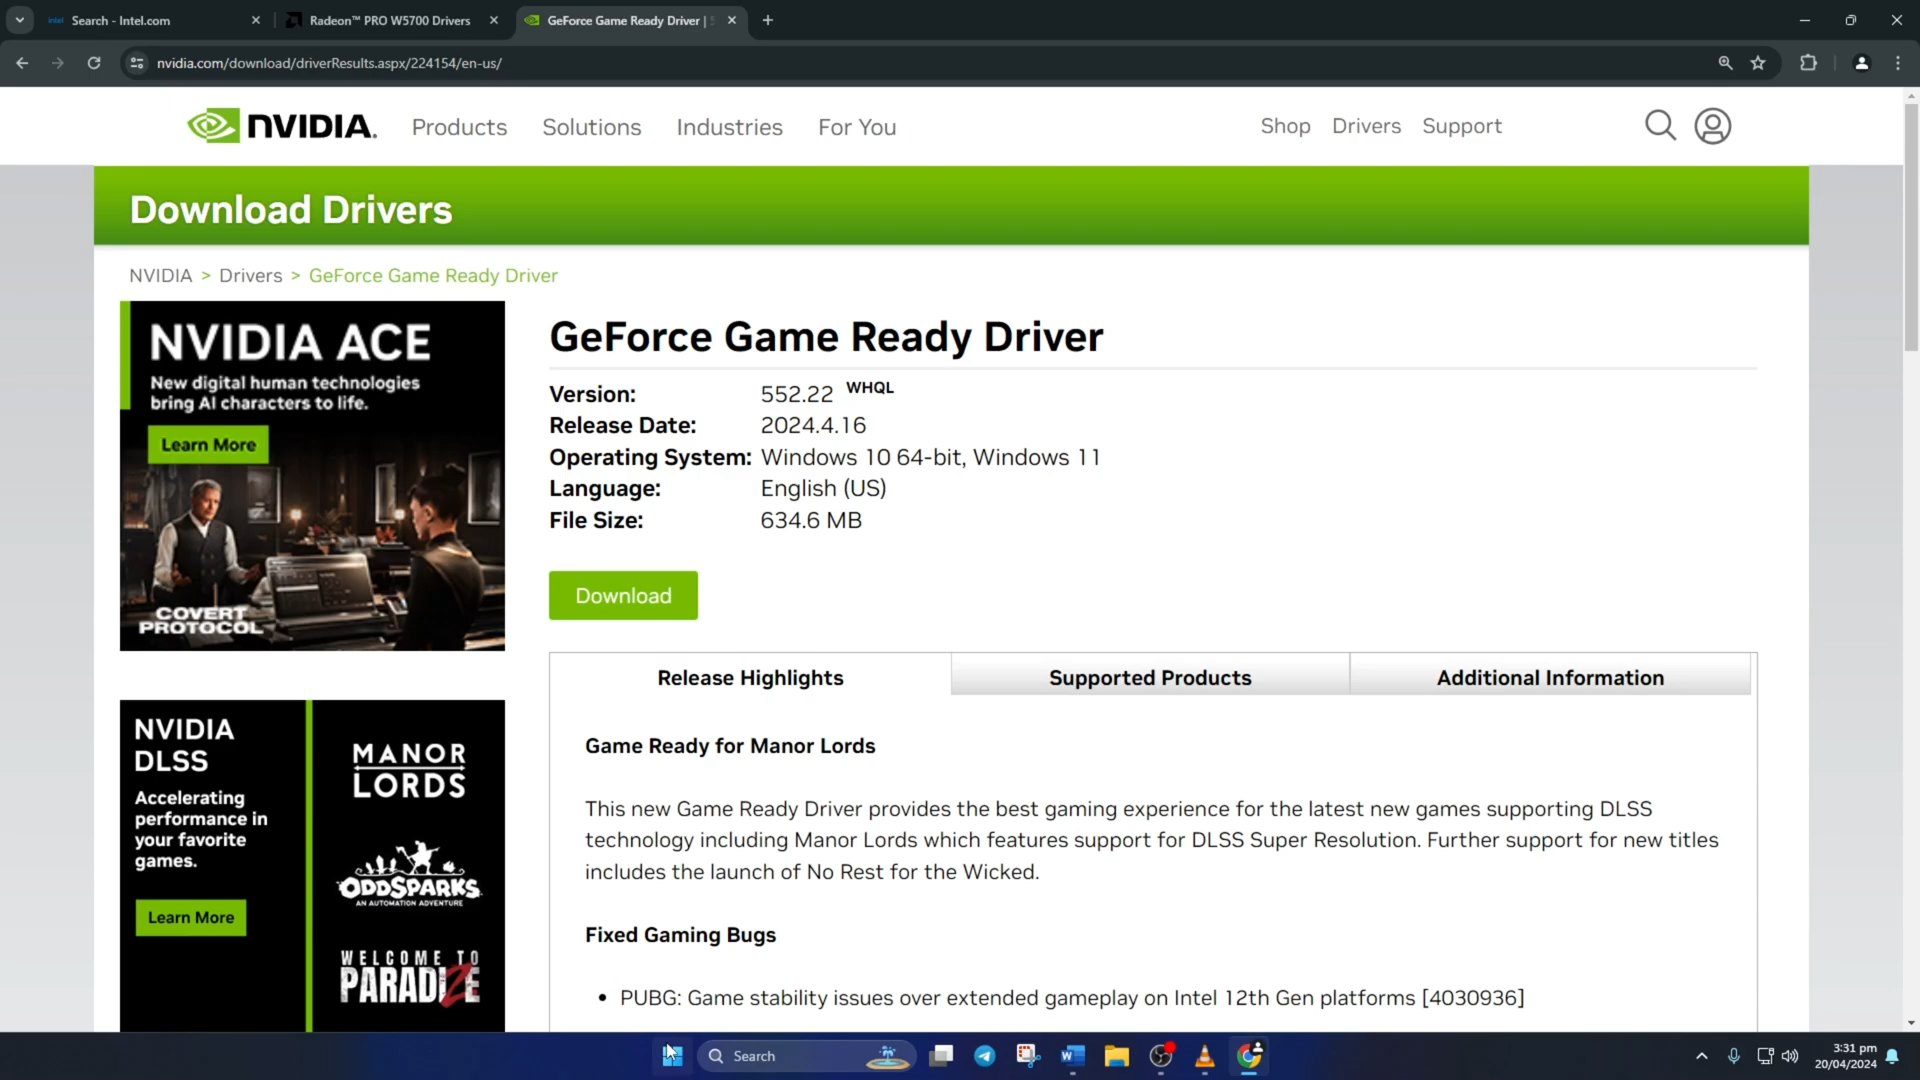 intel Search - Intel.com
Radeon™ PRO W5700 Drivers
GeForce Game Ready Driver |
nvidia.com/download/driverResults.aspx/224154/en-us/
NVIDIA.
Products
Solutions
Industries
For You
Shop
Drivers
Support
Download Drivers
NVIDIA > Drivers > GeForce Game Ready Driver
NVIDIA ACE
New digital human technologies
bring AI characters to life.
Learn More
COVERT
PROTOCOL
GeForce Game Ready Driver
Version: 552.22 WHQL
Release Date: 2024.4.16
Operating System: Windows 10 64-bit, Windows 11
Language: English (US)
File Size: 634.6 MB
Download
Release Highlights
Supported Products
Additional Information
NVIDIA
DLSS
Accelerating
performance in
your favorite
games.
Learn More
MANOR
LORDS
ODDSPARKS
AN AUTOMATION ADVENTURE
WELCOME TO
PARADIZE
Game Ready for Manor Lords
This new Game Ready Driver provides the best gaming experience for the latest new games supporting DLSS
technology including Manor Lords which features support for DLSS Super Resolution. Further support for new titles
includes the launch of No Rest for the Wicked.
Fixed Gaming Bugs
• PUBG: Game stability issues over extended gameplay on Intel 12th Gen platforms [4030936]
Search
3:31 pm
20/04/2024